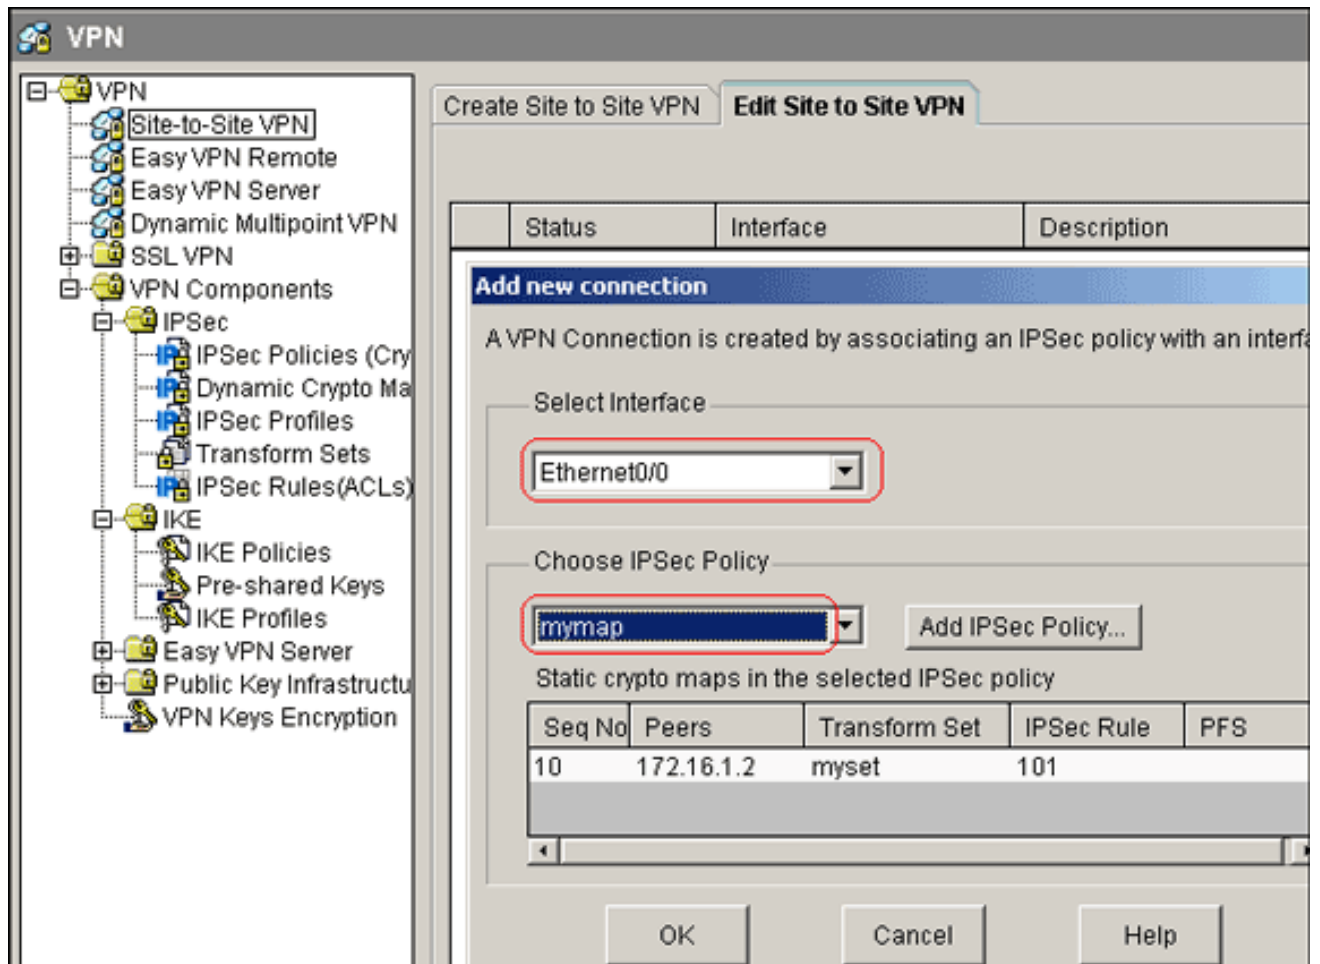 VPN
VPN
Site-to-Site VPN
Easy VPN Remote
Easy VPN Server
Dynamic Multipoint VPN
SSL VPN
VPN Components
IPSec
IPSec Policies (Cry
Dynamic Crypto Ma
IPSec Profiles
Transform Sets
IPSec Rules(ACLs)
IKE
IKE Policies
Pre-shared Keys
IKE Profiles
Easy VPN Server
Public Key Infrastructu
VPN Keys Encryption
Create Site to Site VPN Edit Site to Site VPN
Status Interface Description
Add new connection
A VPN Connection is created by associating an IPSec policy with an interfa
Select Interface
Ethernet0/0
Choose IPSec Policy
mymap Add IPSec Policy...
Static crypto maps in the selected IPSec policy
Seq No Peers Transform Set IPSec Rule PFS
10 172.16.1.2 myset 101
OK Cancel Help